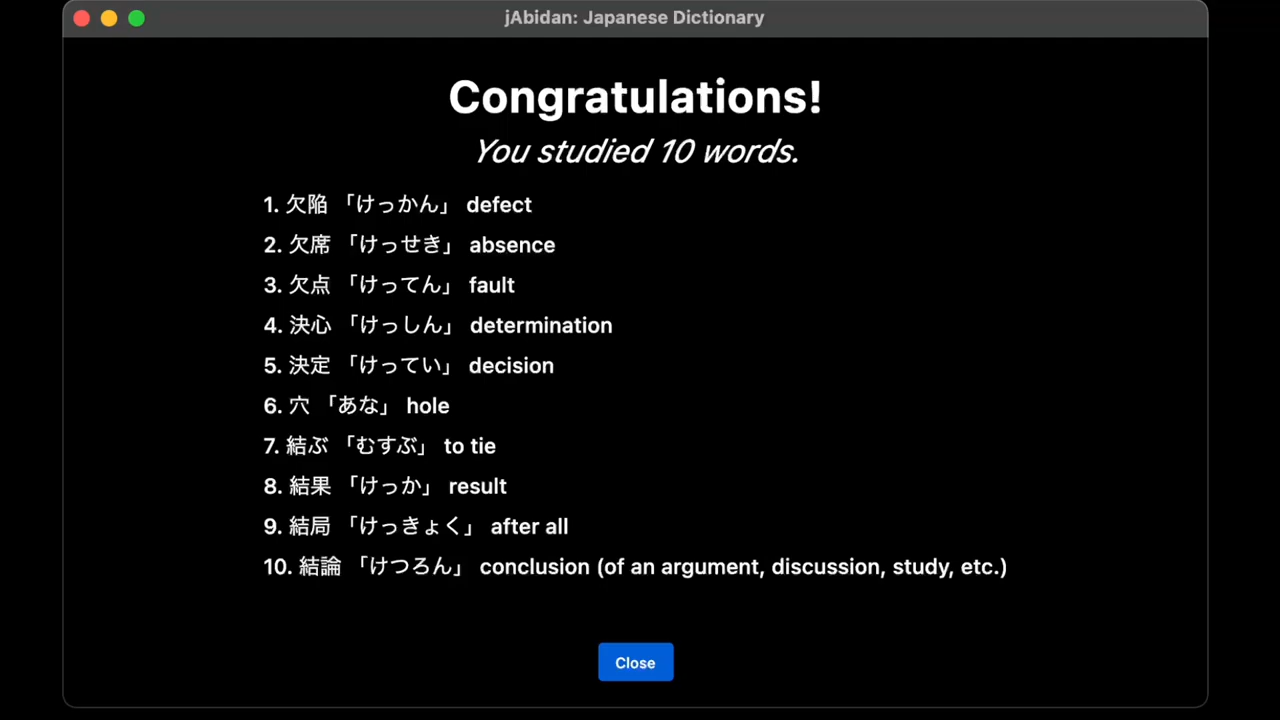 jAbidan: Japanese Dictionary
Congratulations!
You studied 10 words.
1. 欠陥 「けっかん」 defect
2. 欠席 「けっせき」 absence
3. 欠点 「けってん」 fault
4. 決心 「けっしん」 determination
5. 決定 「けってい」 decision
6. 穴 「あな」 hole
7. 結ぶ 「むすぶ」 to tie
8. 結果 「けっか」 result
9. 結局 「けっきょく」 after all
10. 結論 「けつろん」 conclusion (of an argument, discussion, study, etc.)
Close